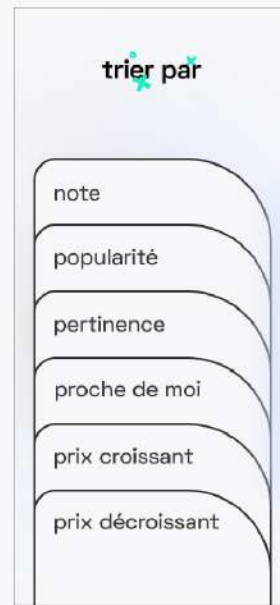 trier par
note
popularité
pertinence
proche de moi
prix croissant
prix décroissant